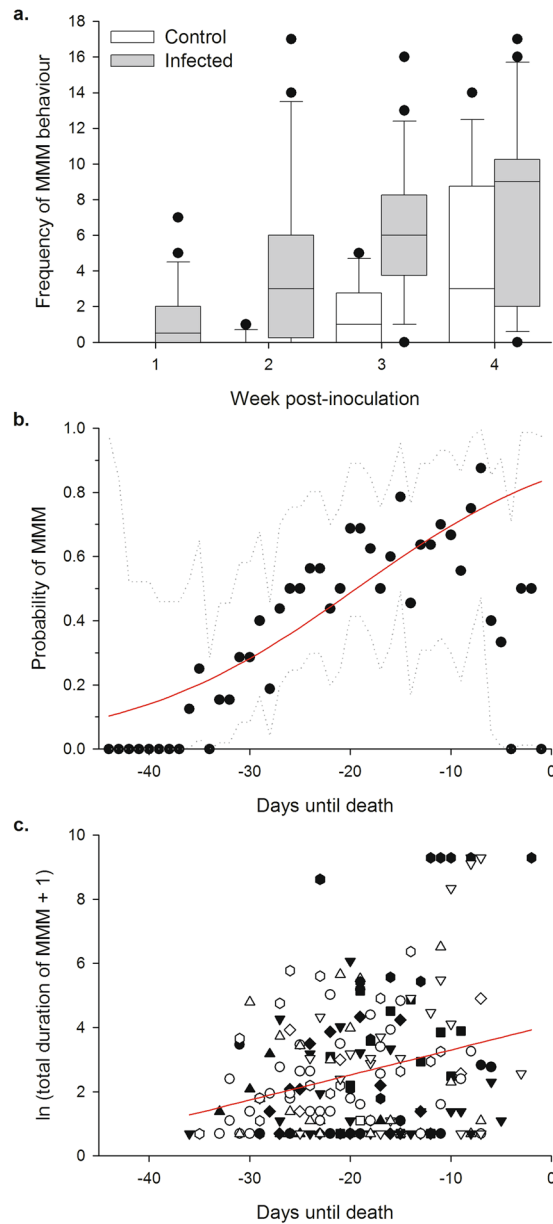 a.
Control
Infected
18
16
14
12
10
8
6
4
2
0
Frequency of MMM behaviour
1 2 3 4
Week post-inoculation
b.
1.0
0.8
0.6
0.4
0.2
0.0
Probability of MMM
-40 -30 -20 -10 0
Days until death
c.
10
8
6
4
2
0
ln (total duration of MMM + 1)
-40 -30 -20 -10 0
Days until death